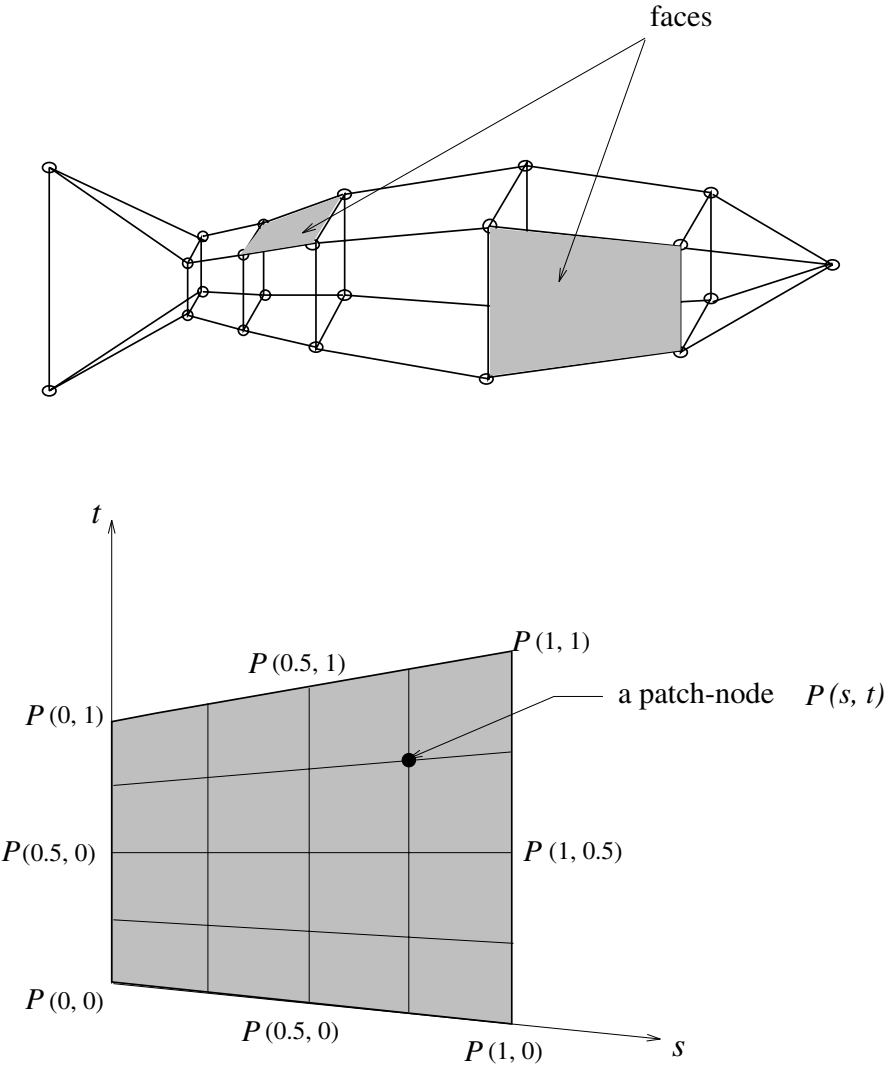 faces
t
P (1, 1)
P (0.5, 1)
a patch-node P (s, t)
P (0, 1)
P (0.5, 0)
P (1, 0.5)
P (0, 0)
P (0.5, 0)
P (1, 0)
s